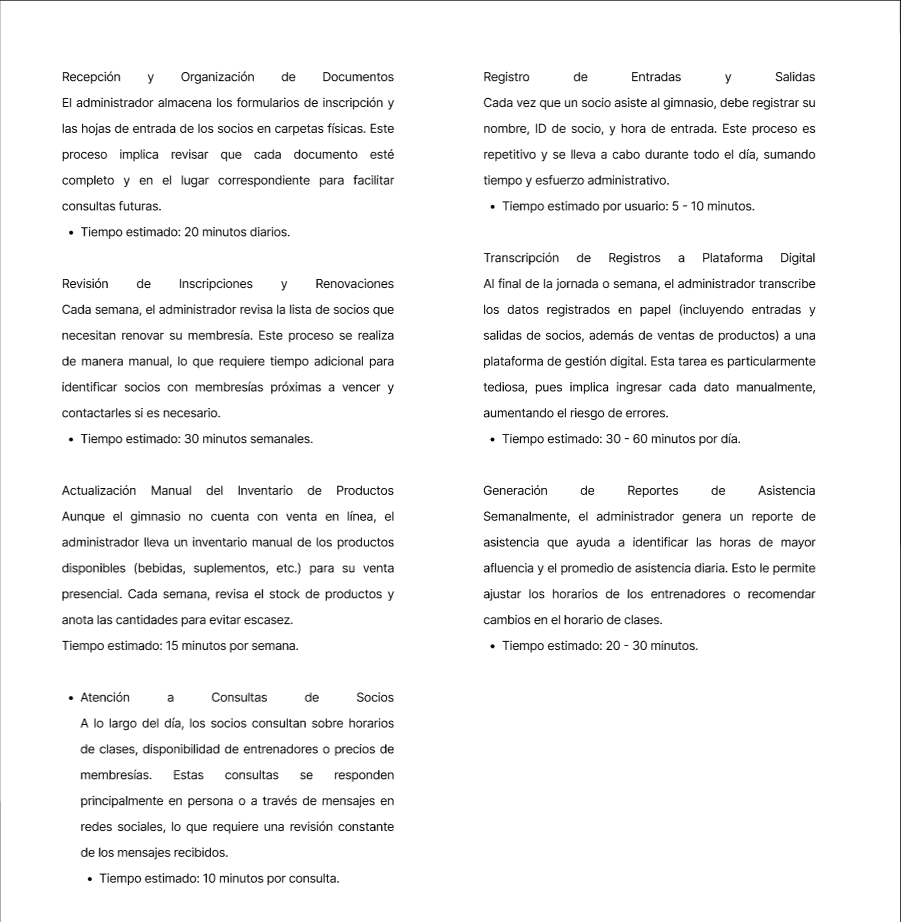 Recepción y Organización de Documentos
El administrador almacena los formularios de inscripción y
las hojas de entrada de los socios en carpetas físicas. Este
proceso implica revisar que cada documento esté
completo y en el lugar correspondiente para facilitar
consultas futuras.
• Tiempo estimado: 20 minutos diarios.
Revisión de Inscripciones y Renovaciones
Cada semana, el administrador revisa la lista de socios que
necesitan renovar su membresía. Este proceso se realiza
de manera manual, lo que requiere tiempo adicional para
identificar socios con membresías próximas a vencer y
contactarles si es necesario.
• Tiempo estimado: 30 minutos semanales.
Actualización Manual del Inventario de Productos
Aunque el gimnasio no cuenta con venta en línea, el
administrador lleva un inventario manual de los productos
disponibles (bebidas, suplementos, etc.) para su venta
presencial. Cada semana, revisa el stock de productos y
anota las cantidades para evitar escasez.
Tiempo estimado: 15 minutos por semana.
• Atención a Consultas de Socios
A lo largo del día, los socios consultan sobre horarios
de clases, disponibilidad de entrenadores o precios de
membresías. Estas consultas se responden
principalmente en persona o a través de mensajes en
redes sociales, lo que requiere una revisión constante
de los mensajes recibidos.
• Tiempo estimado: 10 minutos por consulta.
Registro de Entradas y Salidas
Cada vez que un socio asiste al gimnasio, debe registrar su
nombre, ID de socio, y hora de entrada. Este proceso es
repetitivo y se lleva a cabo durante todo el día, sumando
tiempo y esfuerzo administrativo.
• Tiempo estimado por usuario: 5 - 10 minutos.
Transcripción de Registros a Plataforma Digital
Al final de la jornada o semana, el administrador transcribe
los datos registrados en papel (incluyendo entradas y
salidas de socios, además de ventas de productos) a una
plataforma de gestión digital. Esta tarea es particularmente
tediosa, pues implica ingresar cada dato manualmente,
aumentando el riesgo de errores.
• Tiempo estimado: 30 - 60 minutos por día.
Generación de Reportes de Asistencia
Semanalmente, el administrador genera un reporte de
asistencia que ayuda a identificar las horas de mayor
afluencia y el promedio de asistencia diaria. Esto le permite
ajustar los horarios de los entrenadores o recomendar
cambios en el horario de clases.
• Tiempo estimado: 20 - 30 minutos.